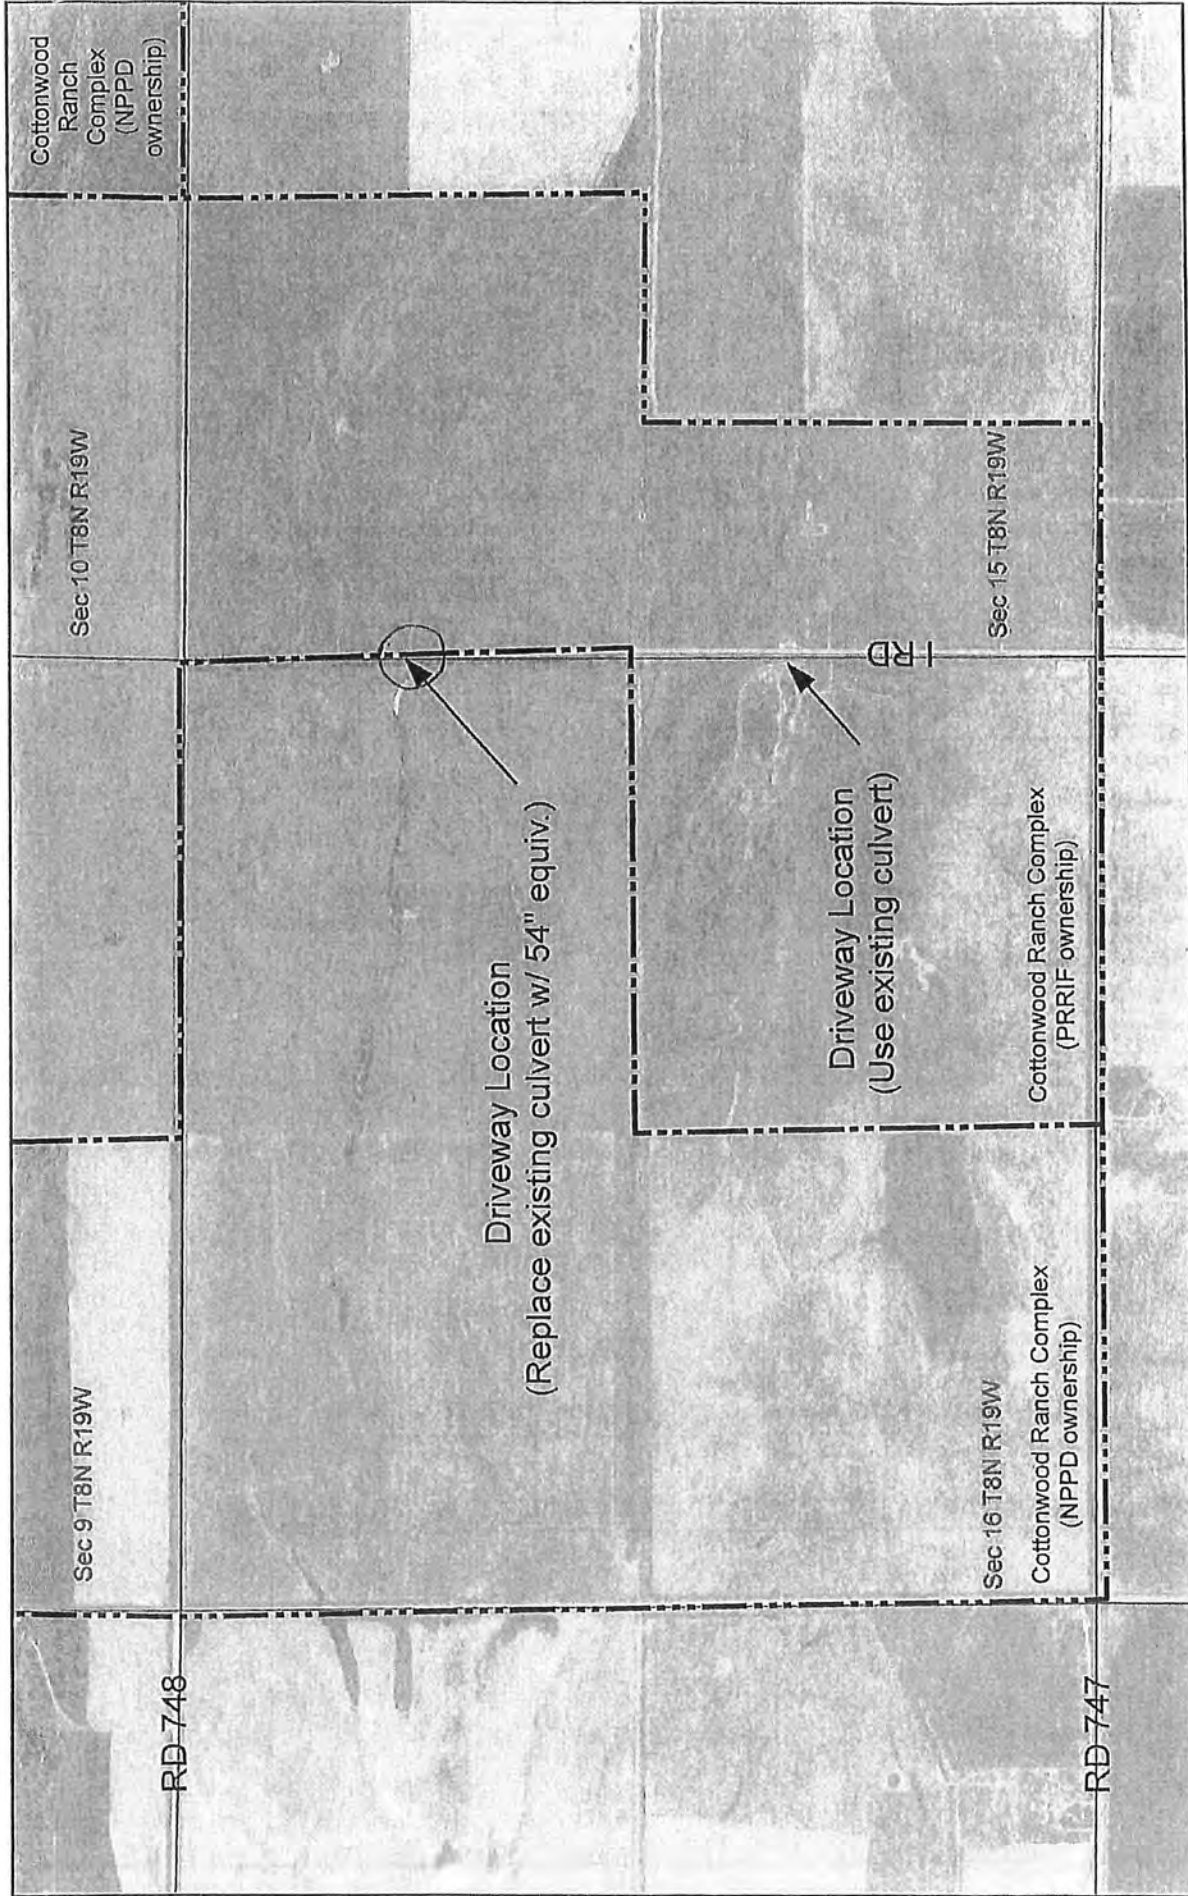 Cottonwood
Ranch
Complex
(NPPD
ownership)
Sec 9 T8N R19W
Sec 10 T8N R19W
RD 748
Driveway Location
(Replace existing culvert w/ 54" equiv.)
Driveway Location
(Use existing culvert)
RD I
Sec 16 T8N R19W
Sec 15 T8N R19W
Cottonwood Ranch Complex
(NPPD ownership)
Cottonwood Ranch Complex
(PRRIF ownership)
RD 747